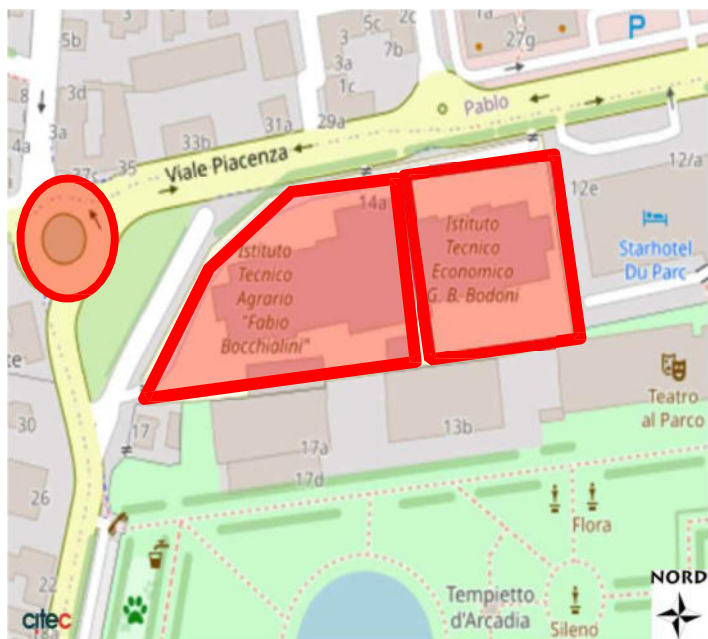 1a
5c
2c
5b
3
7b
27g
P
3a
1c
8
3d
Pablo
31a
29a
3a
33b
4a
37c
35
Viale Piacenza
12/a
14a
12e
Istituto
Tecnico
Economico
G. B. Bodoni
Istituto
Tecnico
Agrario
"Fabio
Bocchialini"
Starhotel
Du Parc
Teatro
al Parco
30
17
13b
17a
17d
26
Flora
22
Tempietto
d'Arcadia
Sileno
NORD
citec